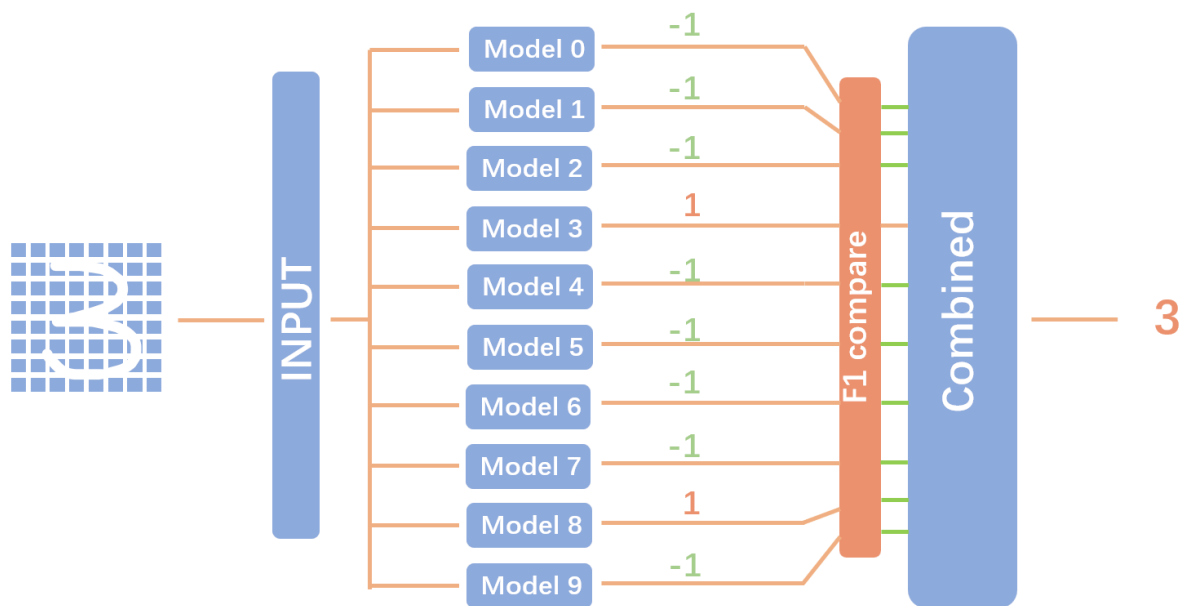 3
INPUT
Model 0
-1
Model 1
-1
Model 2
-1
Model 3
1
Model 4
-1
Model 5
-1
Model 6
-1
Model 7
-1
Model 8
1
Model 9
-1
F1 compare
Combined
3